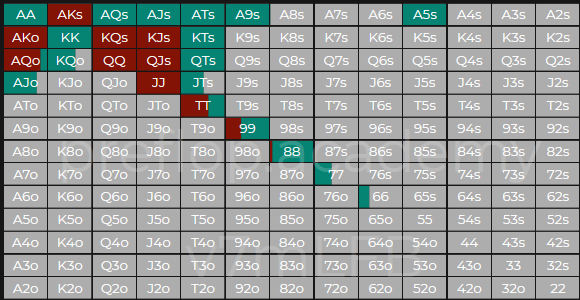 AA AKs AQs AJs ATs A9s A8s A7s A6s A5s A4s A3s A2s
AKo KK KQs KJs KTs K9s K8s K7s K6s K5s K4s K3s K2s
AQo KQo QQ QJs QTs Q9s Q8s Q7s Q6s Q5s Q4s Q3s Q2s
AJo KJo QJo JJ JTs J9s J8s J7s J6s J5s J4s J3s J2s
ATo KTo QTo JTo TT T9s T8s T7s T6s T5s T4s T3s T2s
A9o K9o Q9o J9o T9o 99 98s 97s 96s 95s 94s 93s 92s
A8o K8o Q8o J8o T8o 98o 88 87s 86s 85s 84s 83s 82s
preflop.academy
A7o K7o Q7o J7o T7o 97o 87o 77 76s 75s 74s 73s 72s
A6o K6o Q6o J6o T6o 96o 86o 76o 66 65s 64s 63s 62s
A5o K5o Q5o J5o T5o 95o 85o 75o 65o 55 54s 53s 52s
A4o K4o Q4o J4o T4o 94o 84o 74o 64o 54o 44 43s 42s
A3o K3o Q3o J3o T3o 93o 83o 73o 63o 53o 43o 33 32s
A2o K2o Q2o J2o T2o 92o 82o 72o 62o 52o 42o 32o 22